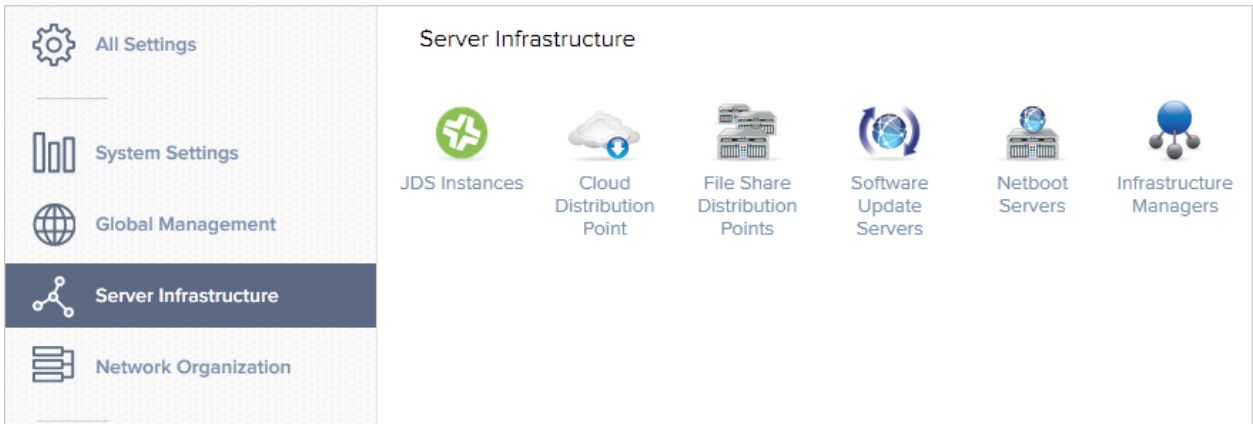 All Settings
System Settings
Global Management
Server Infrastructure
Network Organization
Server Infrastructure
JDS Instances
Cloud
Distribution
Point
File Share
Distribution
Points
Software
Update
Servers
Netboot
Servers
Infrastructure
Managers